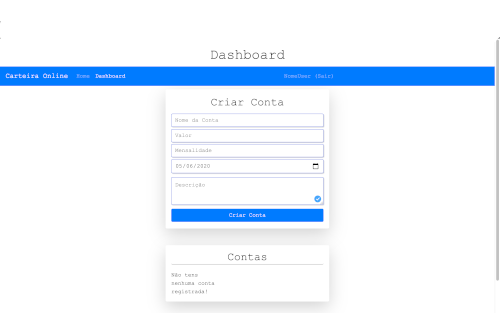 Dashboard
Carteira Online Home Dashboard NomeUser (Sair)
Criar Conta
Nome da Conta
Valor
Mensalidade
05/06/2020
Descrição
Criar Conta
Contas
Não tens
nenhuma conta
registrada!